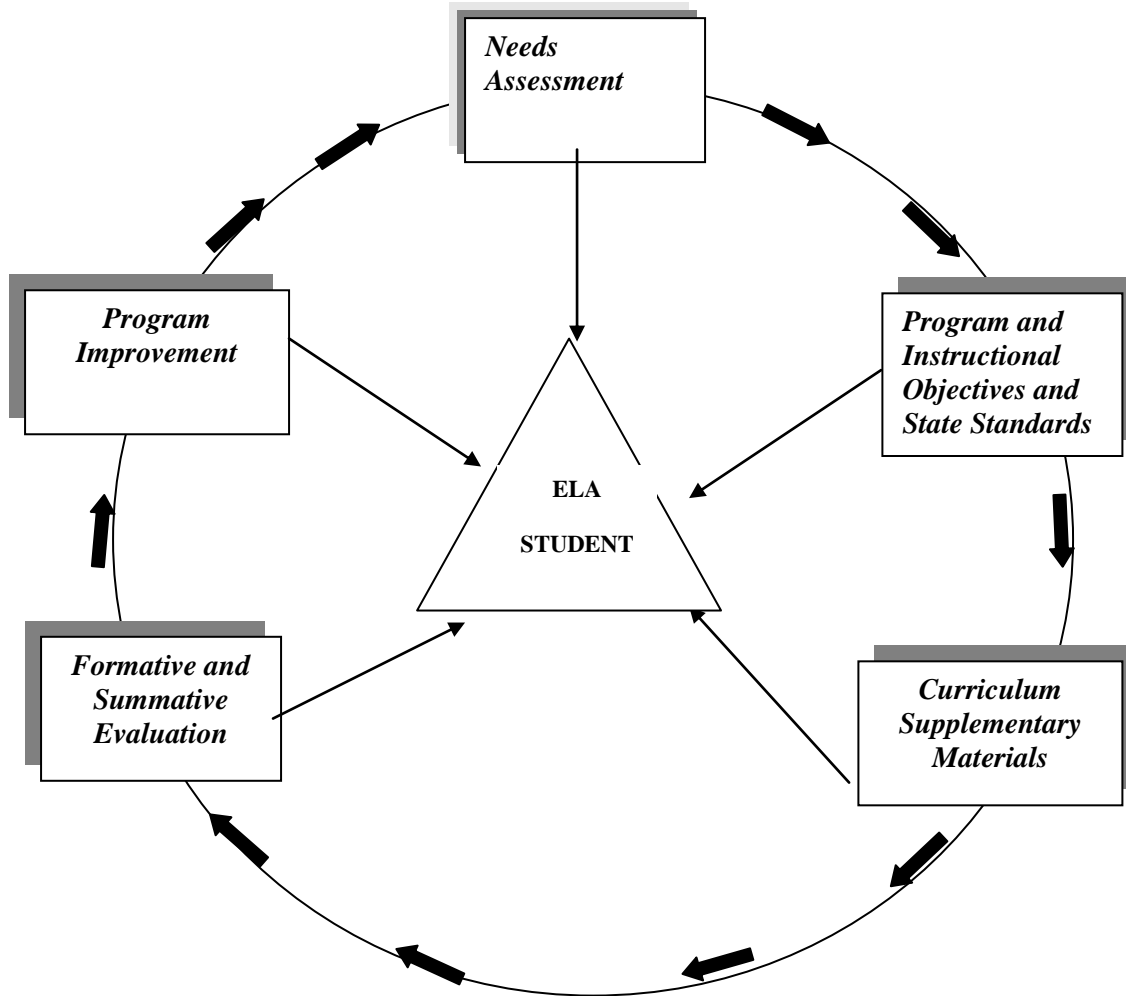 Needs
Assessment
Program
Improvement
Program and
Instructional
Objectives and
State Standards
ELA
STUDENT
Formative and
Summative
Evaluation
Curriculum
Supplementary
Materials